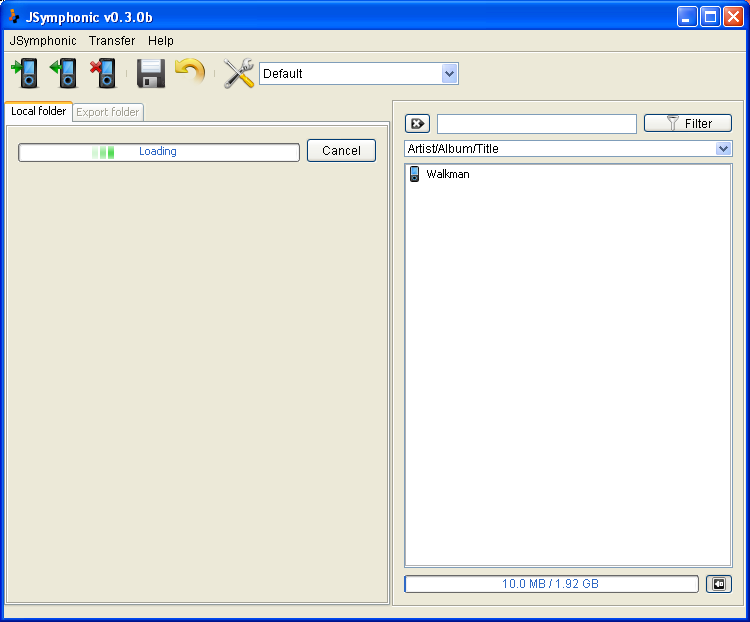 JSymphonic v0.3.0b
JSymphonic Transfer Help
Default
Local folder Export folder
Loading Cancel
Filter
Artist/Album/Title
Walkman
10.0 MB / 1.92 GB